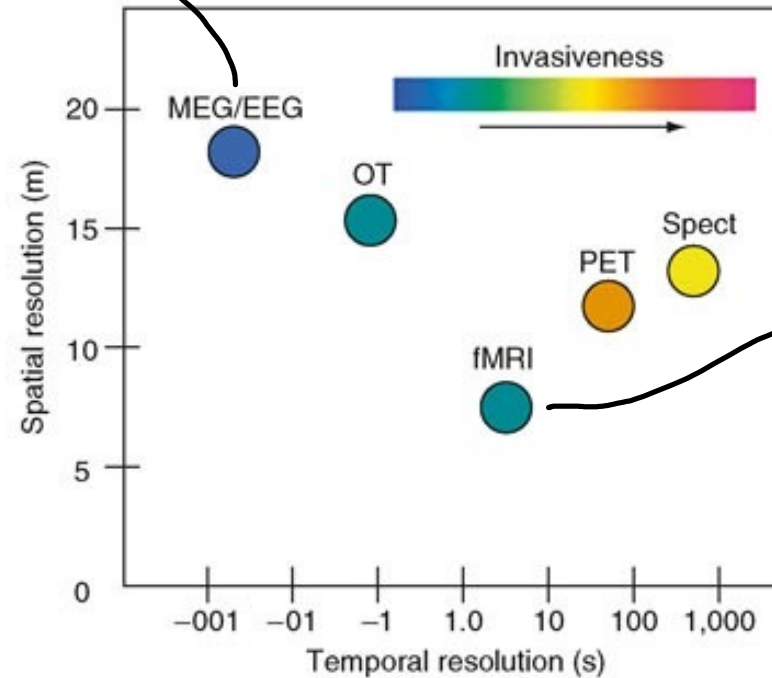 Invasiveness
20
MEG/EEG
OT
15
Spect
PET
10
fMRI
5
0
–001 –01 –1 1.0 10 100 1,000
Temporal resolution (s)
Spatial resolution (m)